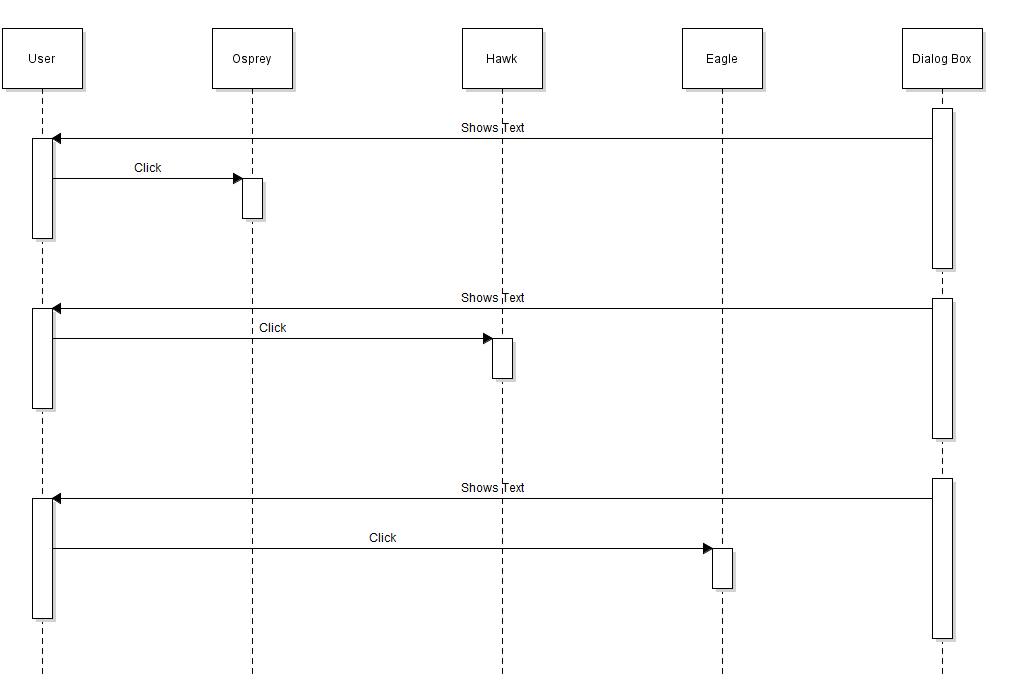 User
Osprey
Hawk
Eagle
Dialog Box
Shows Text
Click
Shows Text
Click
Shows Text
Click